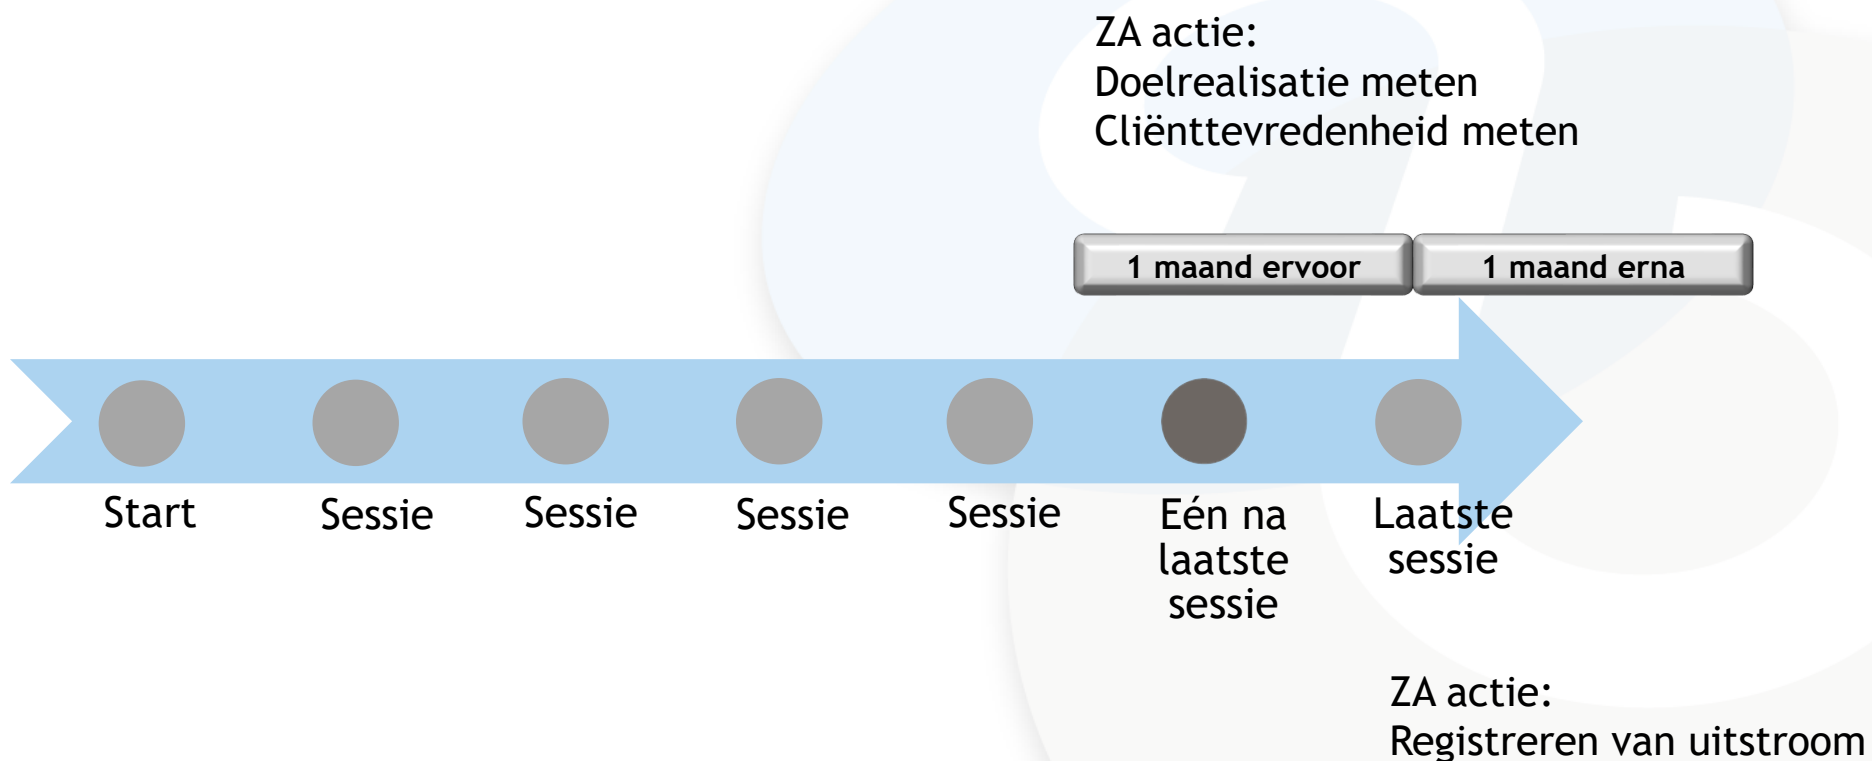 ZA actie:
Doelrealisatie meten
Cliënttevredenheid meten
1 maand ervoor
1 maand erna
Start
Sessie
Sessie
Sessie
Sessie
Eén na
laatste
sessie
Laatste
sessie
ZA actie:
Registreren van uitstroom